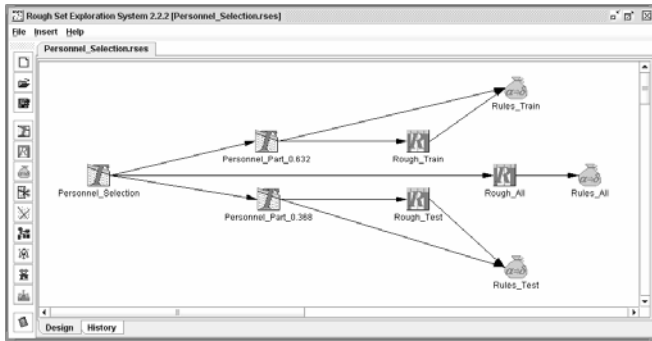 Rough Set Exploration System 2.2.2 [Personnel_Selection.rses]
File Insert Help
Personnel_Selection.rses
Rules_Train
Personnel_Part_0.632
Rough_Train
Personnel_Selection
Rough_All
Rules_All
Personnel_Part_0.368
Rough_Test
Rules_Test
Design
History